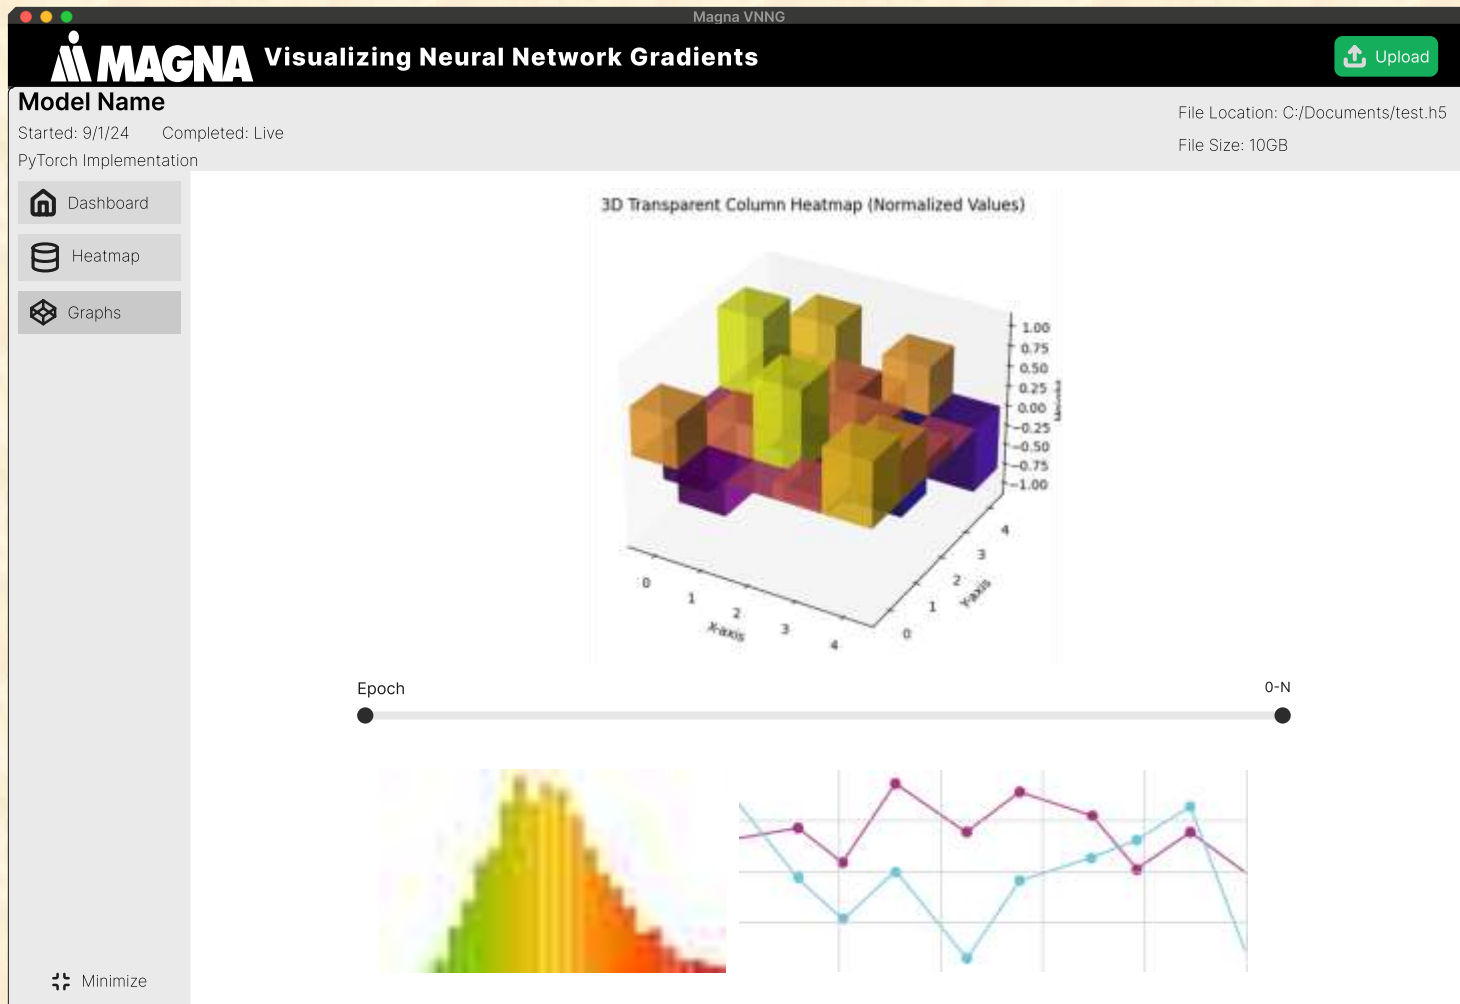 Magna VNNG
MAGNA Visualizing Neural Network Gradients
Upload
Model Name
Started: 9/1/24 Completed: Live
PyTorch Implementation
File Location: C:/Documents/test.h5
File Size: 10GB
Dashboard
Heatmap
Graphs
Minimize
3D Transparent Column Heatmap (Normalized Values)
1.00
0.75
0.50
0.25
0.00
−0.25
−0.50
−0.75
−1.00
4
3
2
1
0
Y-axis
0
1
2
3
4
X-axis
Epoch
0-N